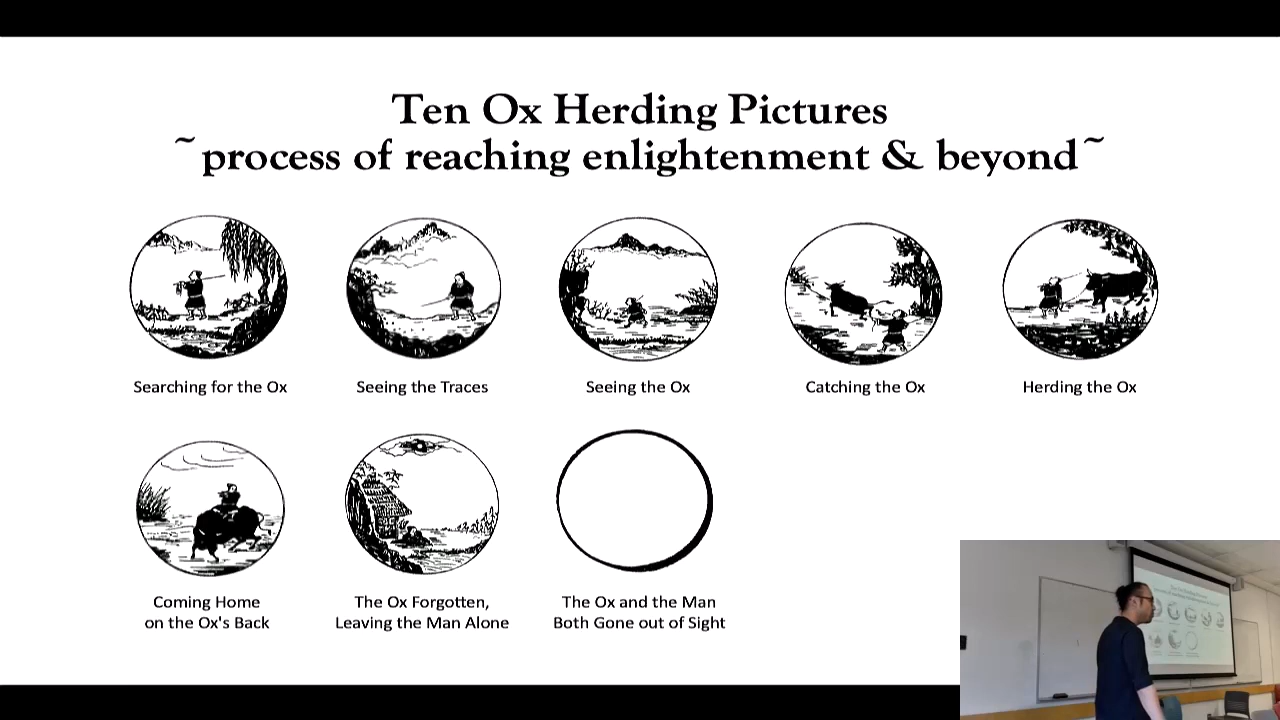 Ten Ox Herding Pictures
~process of reaching enlightenment & beyond~
Searching for the Ox
Seeing the Traces
Seeing the Ox
Catching the Ox
Herding the Ox
Coming Home
on the Ox's Back
The Ox Forgotten,
Leaving the Man Alone
The Ox and the Man
Both Gone out of Sight